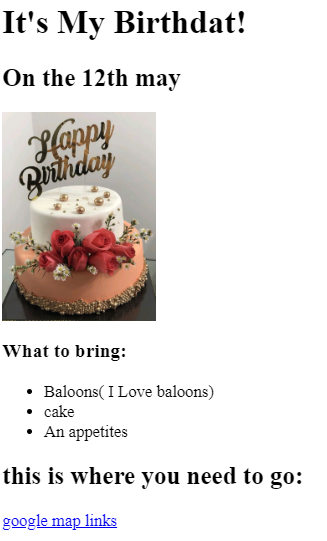 It's My Birthdat!
On the 12th may
Happy
Birthday
What to bring:
Baloons( I Love baloons)
cake
An appetites
this is where you need to go:
google map links